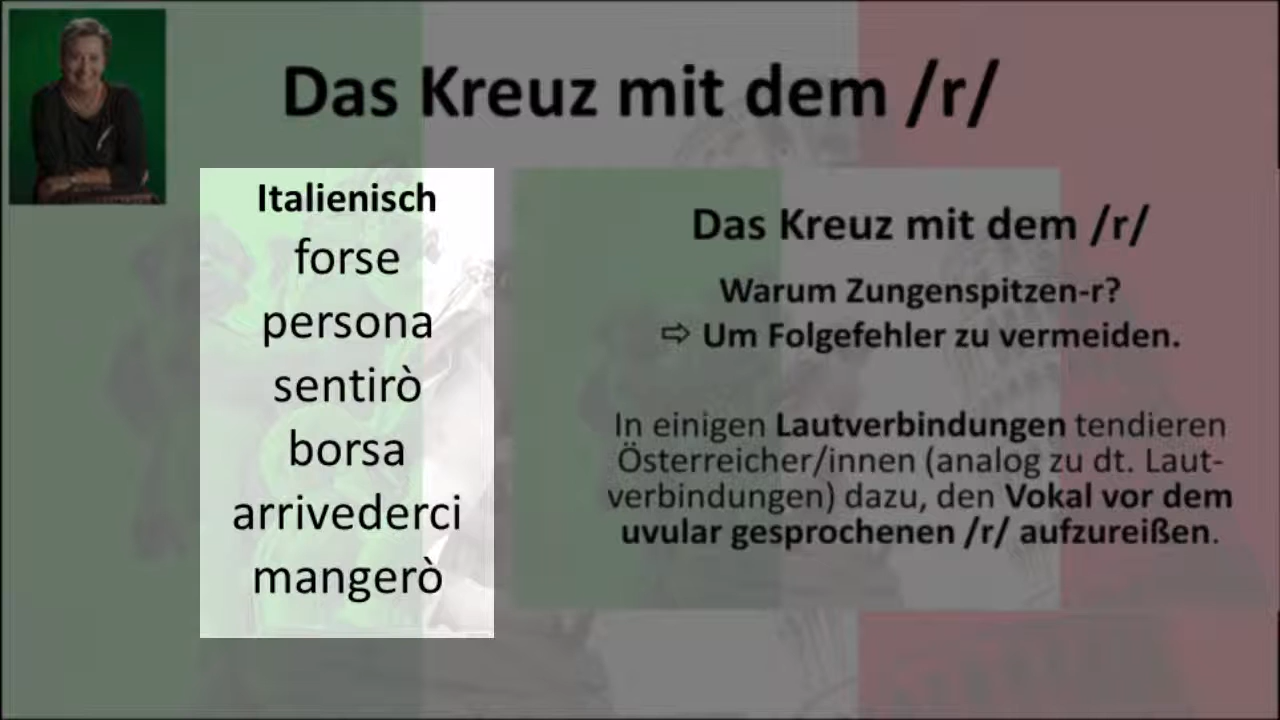 Das Kreuz mit dem /r/
Italienisch
forse
persona
sentirò
borsa
arrivederci
mangerò
Das Kreuz mit dem /r/
Warum Zungenspitzen-r?
⇨ Um Folgefehler zu vermeiden.
In einigen Lautverbindungen tendieren
Österreicher/innen (analog zu dt. Laut-
verbindungen) dazu, den Vokal vor dem
uvular gesprochenen /r/ aufzureißen.